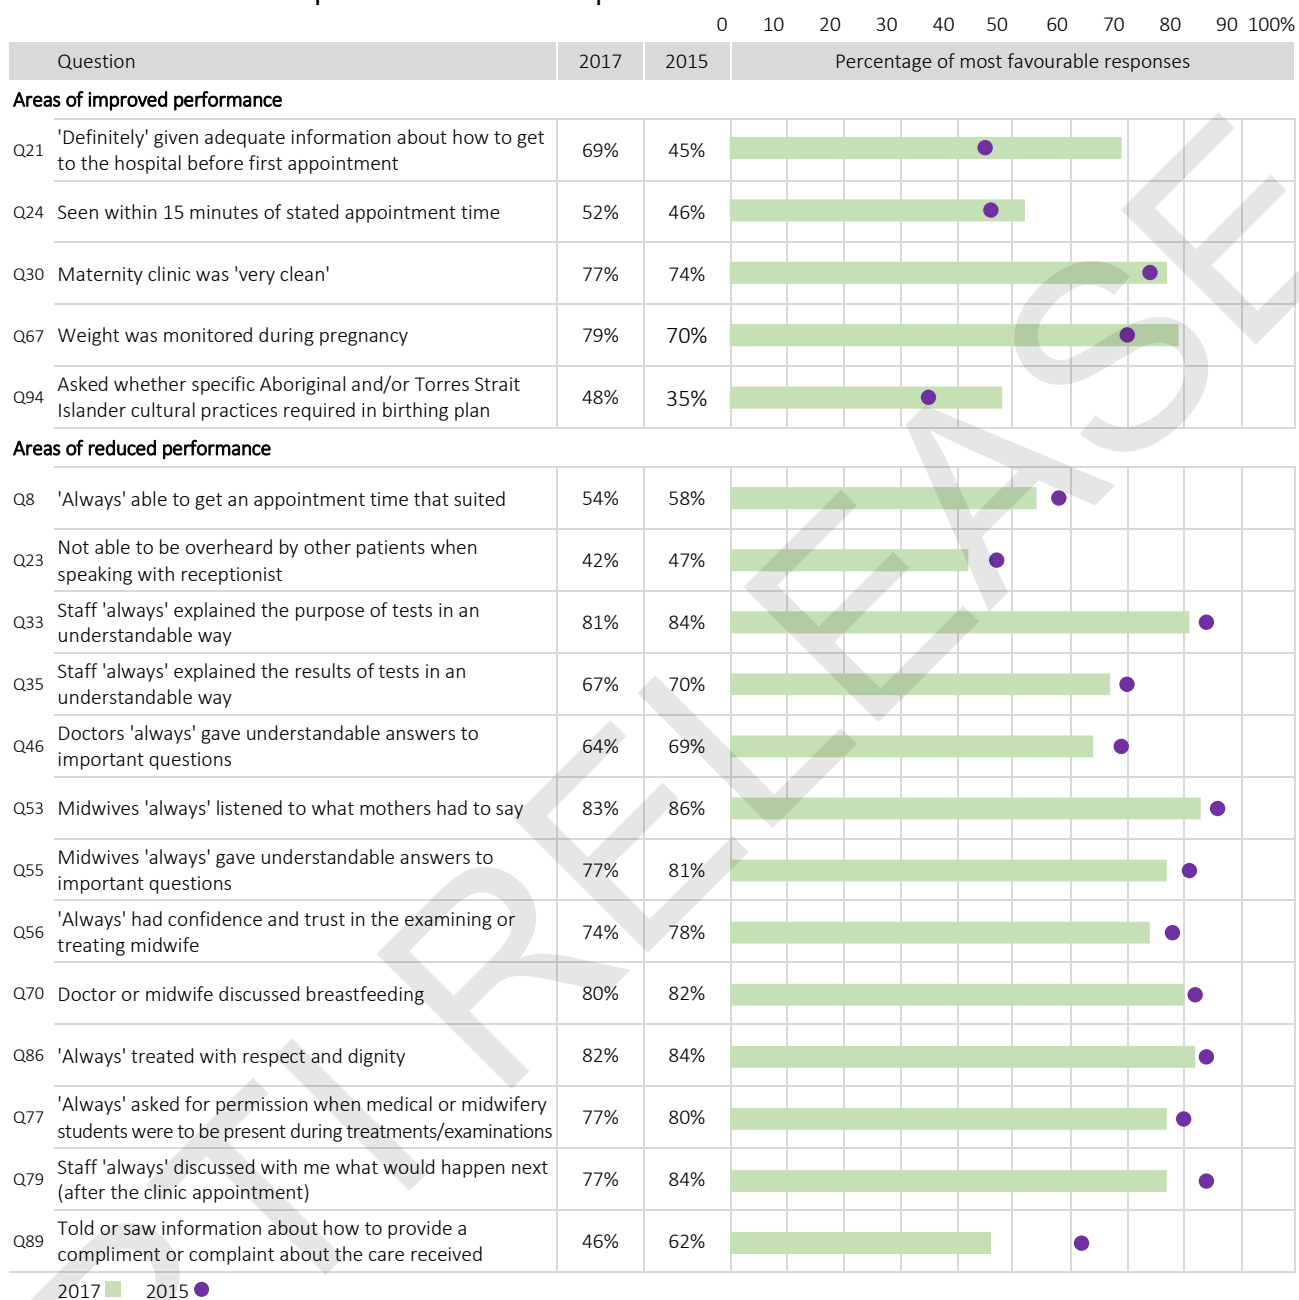 0 10 20 30 40 50 60 70 80 90 100%
Question 2017 2015 Percentage of most favourable responses
Areas of improved performance
Q21 'Definitely' given adequate information about how to get
to the hospital before first appointment 69% 45%
Q24 Seen within 15 minutes of stated appointment time 52% 46%
Q30 Maternity clinic was 'very clean' 77% 74%
Q67 Weight was monitored during pregnancy 79% 70%
Q94 Asked whether specific Aboriginal and/or Torres Strait
Islander cultural practices required in birthing plan 48% 35%
Areas of reduced performance
Q8 'Always' able to get an appointment time that suited 54% 58%
Q23 Not able to be overheard by other patients when
speaking with receptionist 42% 47%
Q33 Staff 'always' explained the purpose of tests in an
understandable way 81% 84%
Q35 Staff 'always' explained the results of tests in an
understandable way 67% 70%
Q46 Doctors 'always' gave understandable answers to
important questions 64% 69%
Q53 Midwives 'always' listened to what mothers had to say 83% 86%
Q55 Midwives 'always' gave understandable answers to
important questions 77% 81%
Q56 'Always' had confidence and trust in the examining or
treating midwife 74% 78%
Q70 Doctor or midwife discussed breastfeeding 80% 82%
Q86 'Always' treated with respect and dignity 82% 84%
Q77 'Always' asked for permission when medical or midwifery
students were to be present during treatments/examinations 77% 80%
Q79 Staff 'always' discussed with me what would happen next
(after the clinic appointment) 77% 84%
Q89 Told or saw information about how to provide a
compliment or complaint about the care received 46% 62%
2017 2015
PTI RELEASE